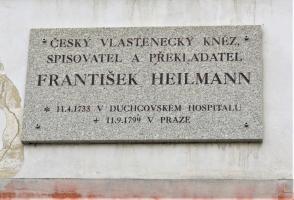 ČESKÝ VLASTENECKÝ KNĚZ,
SPISOVATEL A PŘEKLADATEL
FRANTIŠEK HEILMANN
* 11.4.1733 V DUCHCOVSKÉM HOSPITALU
+ 11.9.1799 V PRAZE